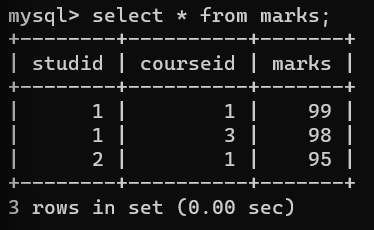 mysql> select * from marks;
+--------+----------+-------+
| studid | courseid | marks |
+--------+----------+-------+
|      1 |        1 |    99 |
|      1 |        3 |    98 |
|      2 |        1 |    95 |
+--------+----------+-------+
3 rows in set (0.00 sec)